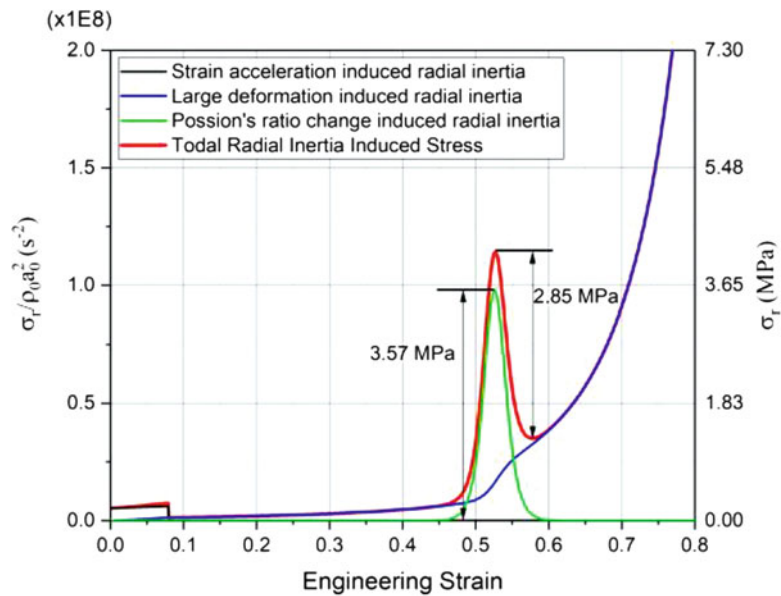 (x1E8)
2.0
7.30
Strain acceleration induced radial inertia
Large deformation induced radial inertia
Possion's ratio change induced radial inertia
Todal Radial Inertia Induced Stress
1.5
5.48
σr/ρ0a0² (s⁻²)
σr (MPa)
1.0
3.65
2.85 MPa
3.57 MPa
0.5
1.83
0.0
0.00
0.0 0.1 0.2 0.3 0.4 0.5 0.6 0.7 0.8
Engineering Strain